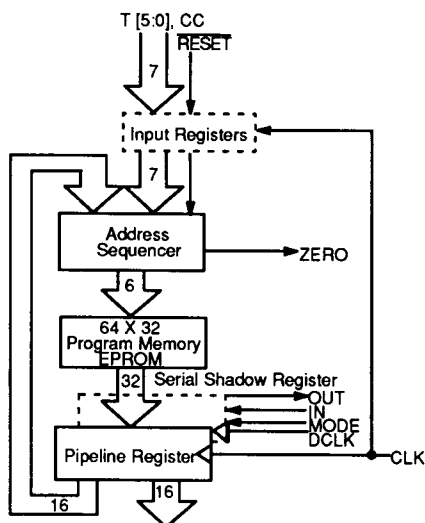 T [5:0], CC
RESET
7
Input Registers
7
Address
Sequencer
ZERO
6
64 X 32
Program Memory
EPROM
32
Serial Shadow Register
OUT
IN
MODE
DCLK
Pipeline Register
CLK
16
16